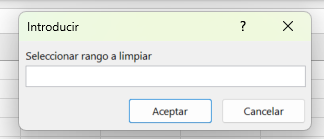 Introducir
?
Seleccionar rango a limpiar
Aceptar
Cancelar